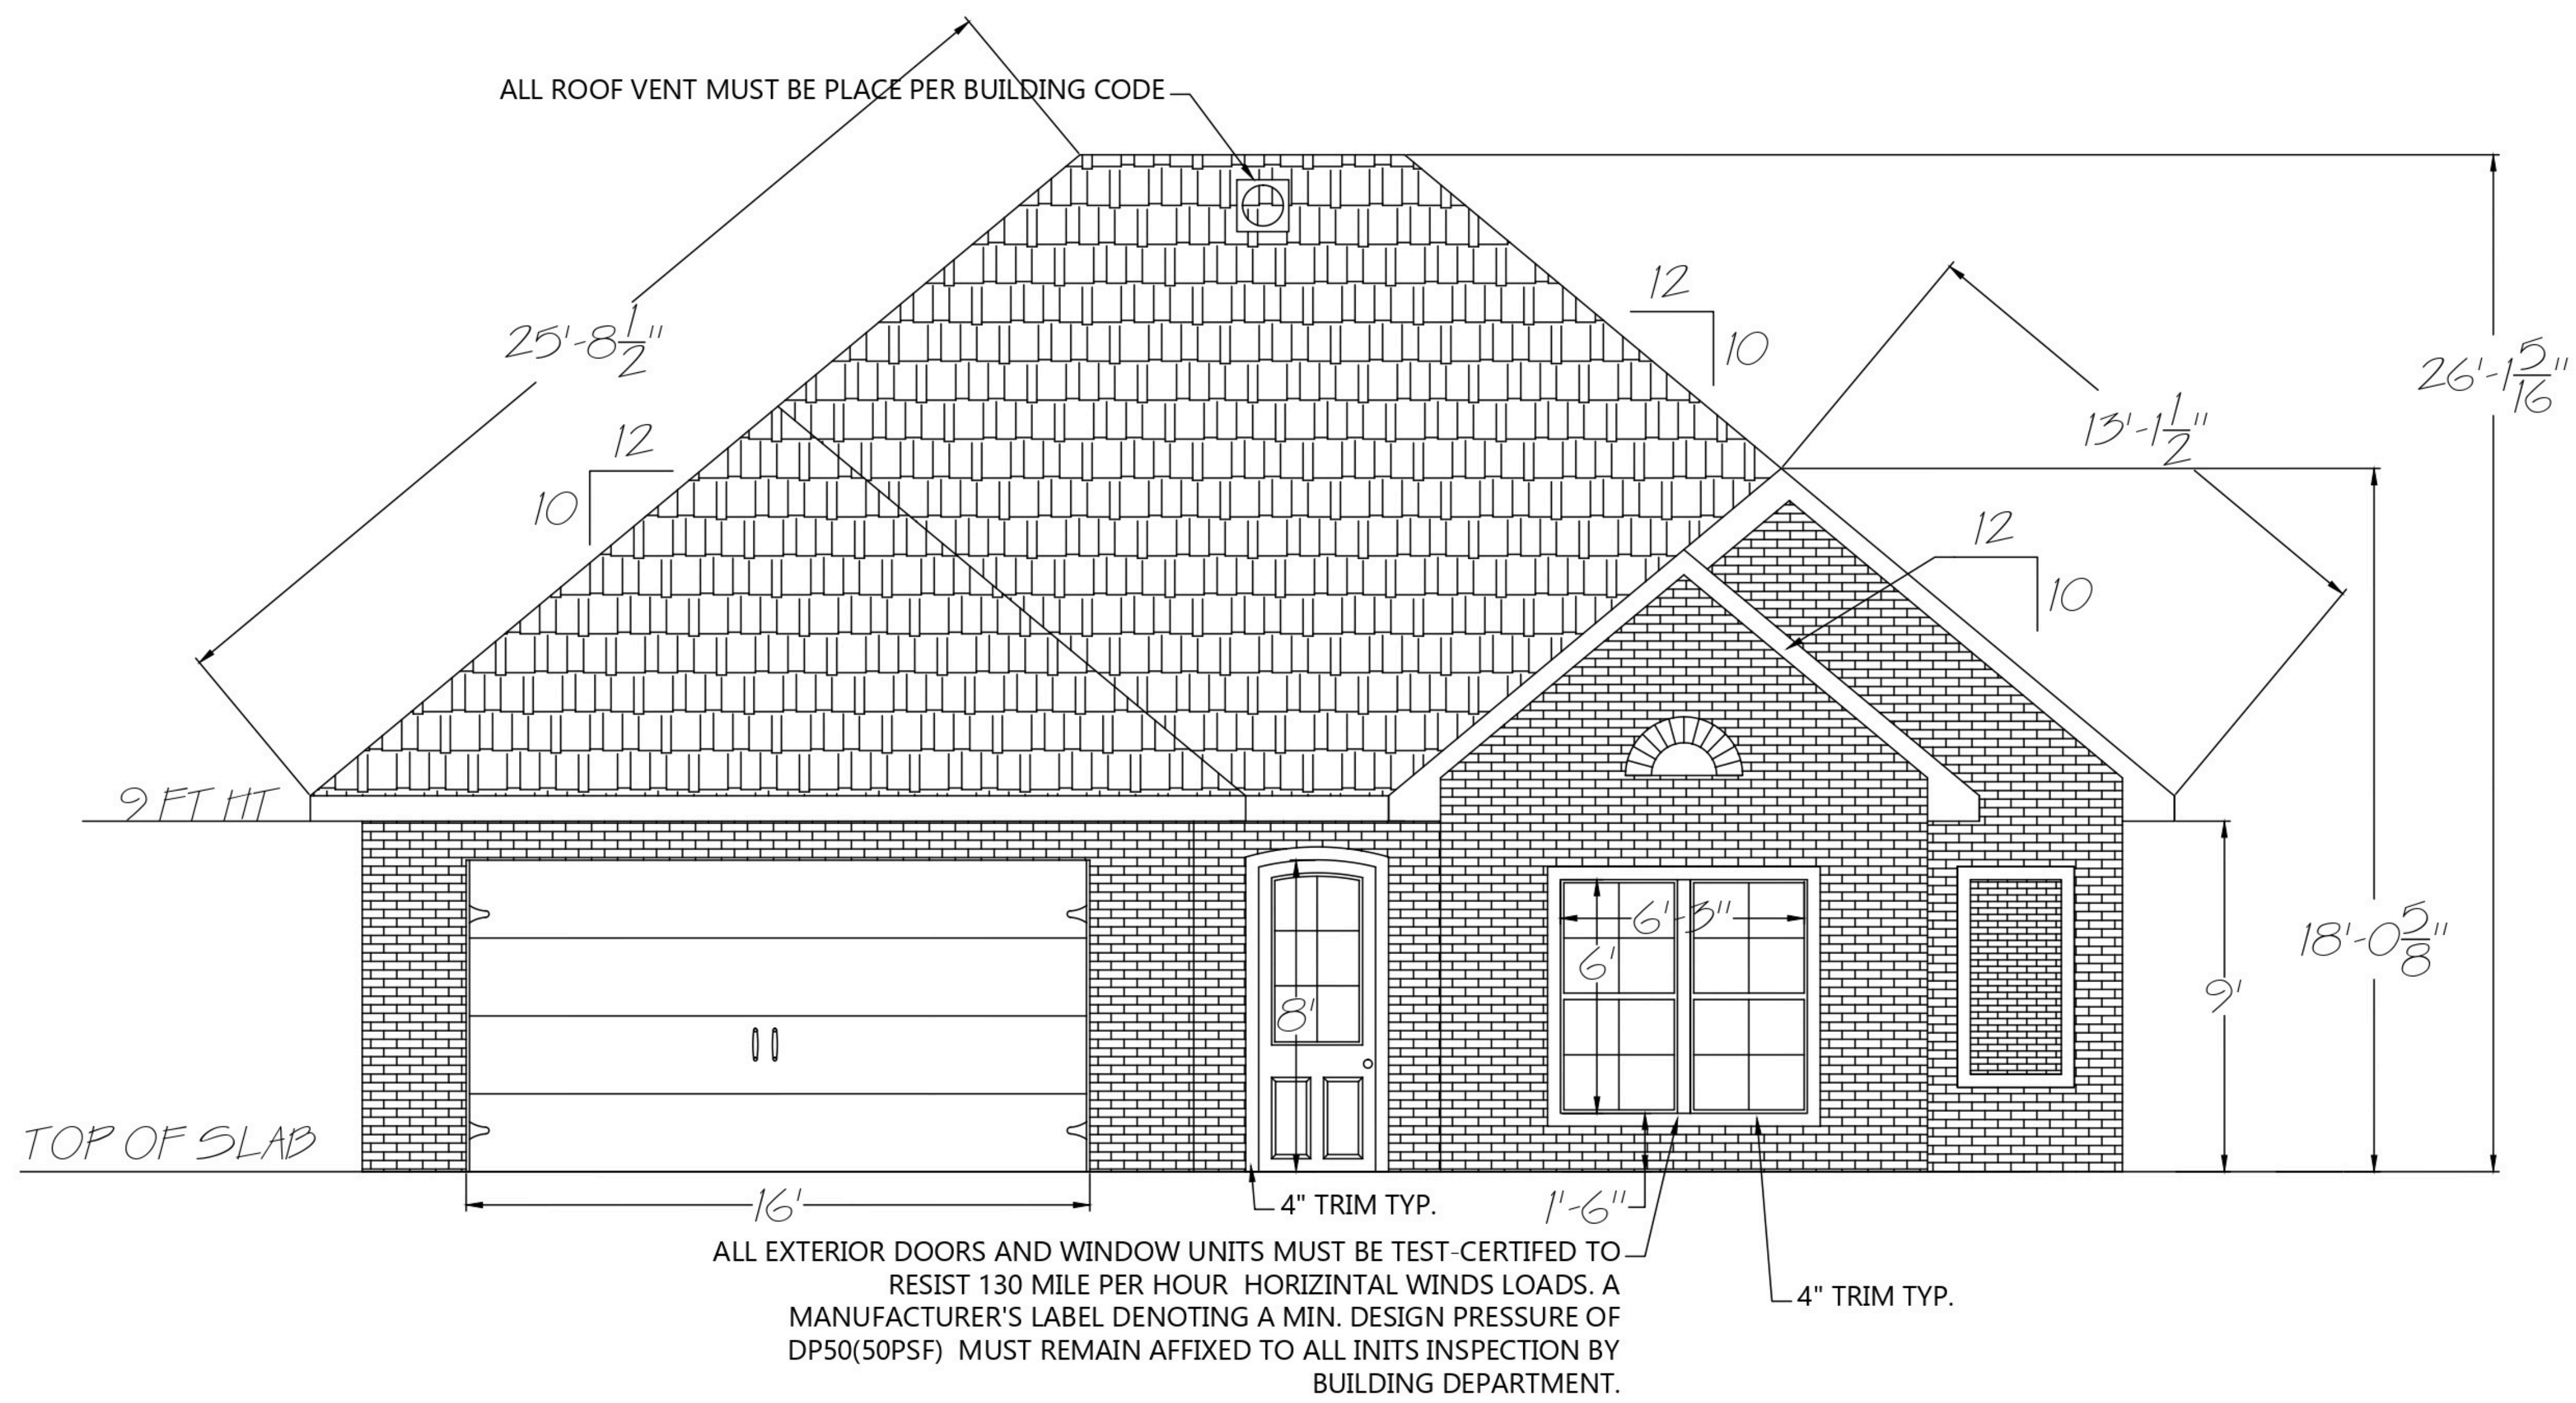 ALL ROOF VENT MUST BE PLACE PER BUILDING CODE
12
10
25'-8 1/2"
26'-1 5/16"
13'-1 1/2"
12
10
12
10
9 FT HT
6'-3"
6'
18'-0 5/8"
9'
8'
TOP OF SLAB
16'
4" TRIM TYP.
1'-6"
ALL EXTERIOR DOORS AND WINDOW UNITS MUST BE TEST-CERTIFED TO
RESIST 130 MILE PER HOUR HORIZINTAL WINDS LOADS. A
MANUFACTURER'S LABEL DENOTING A MIN. DESIGN PRESSURE OF
DP50(50PSF) MUST REMAIN AFFIXED TO ALL INITS INSPECTION BY
BUILDING DEPARTMENT.
4" TRIM TYP.